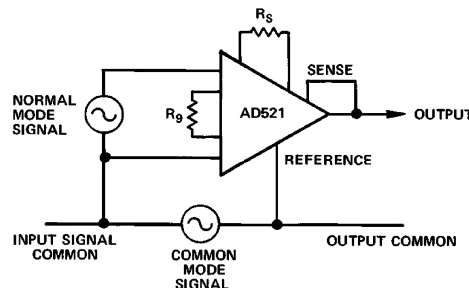 RS
SENSE
NORMAL
MODE
SIGNAL
Rg
AD521
OUTPUT
REFERENCE
INPUT SIGNAL
COMMON
COMMON
MODE
SIGNAL
OUTPUT COMMON